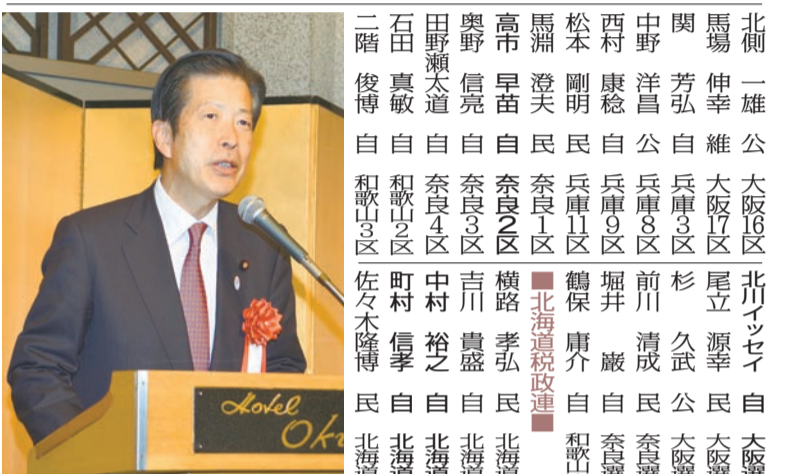 北側 一雄 公 大阪16区
馬場 伸幸 維 大阪17区
関 芳弘 自 兵庫3区
中野 洋昌 公 兵庫8区
西村 康稔 自 兵庫9区
松本 剛明 民 兵庫11区
馬淵 澄夫 民 奈良1区
高市 早苗 自 奈良2区
奥野 信亮 自 奈良3区
田野瀬太道 自 奈良4区
石田 真敏 自 和歌山2区
二階 俊博 自 和歌山3区
北川イッセイ 自 大阪選
尾立 源幸 民 大阪選
杉 久武 公 大阪選
前川 清成 民 奈良選
堀井 巌 自 奈良選
鶴保 庸介 自 和歌山
■北海道税政連■
横路 孝弘 民 北海道
吉川 貴盛 自 北海道
中村 裕之 自 北海道
町村 信孝 自 北海道
佐々木隆博 民 北海道
Hotel
Oku